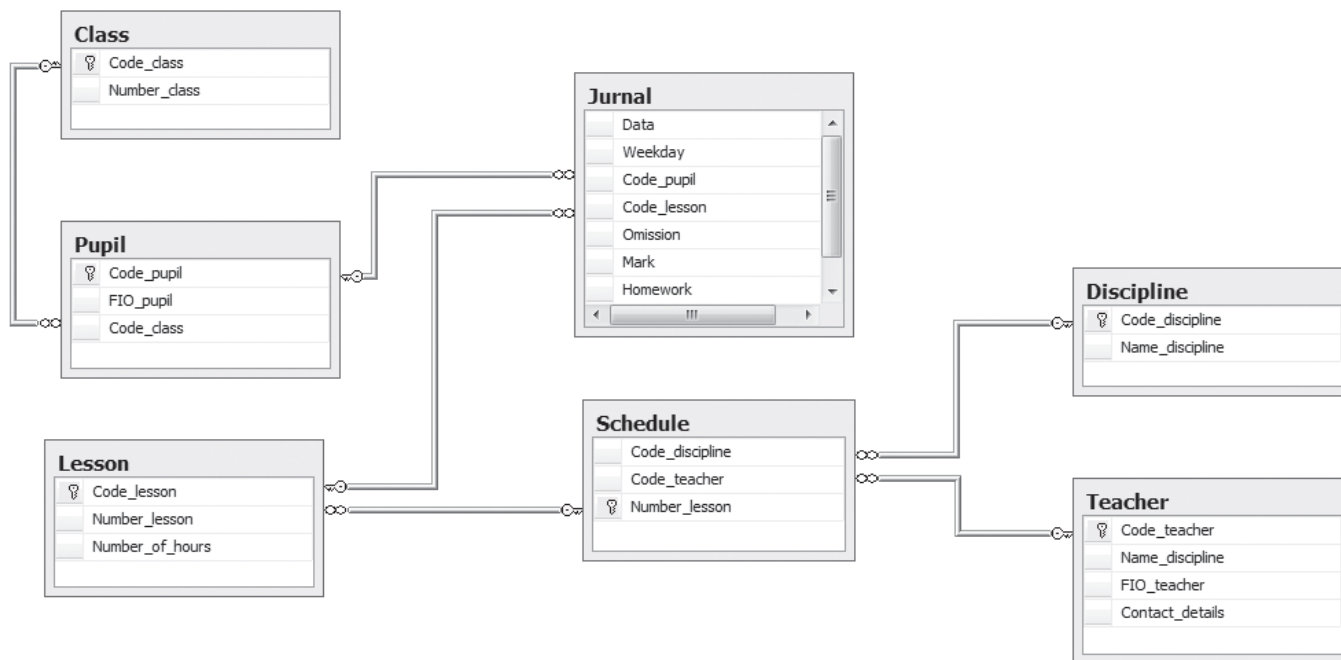 Class
Code_class
Number_class
Jurnal
Data
Weekday
Code_pupil
Code_lesson
Omission
Mark
Homework
Pupil
Code_pupil
FIO_pupil
Code_class
Discipline
Code_discipline
Name_discipline
Schedule
Code_discipline
Code_teacher
Number_lesson
Lesson
Code_lesson
Number_lesson
Number_of_hours
Teacher
Code_teacher
Name_discipline
FIO_teacher
Contact_details